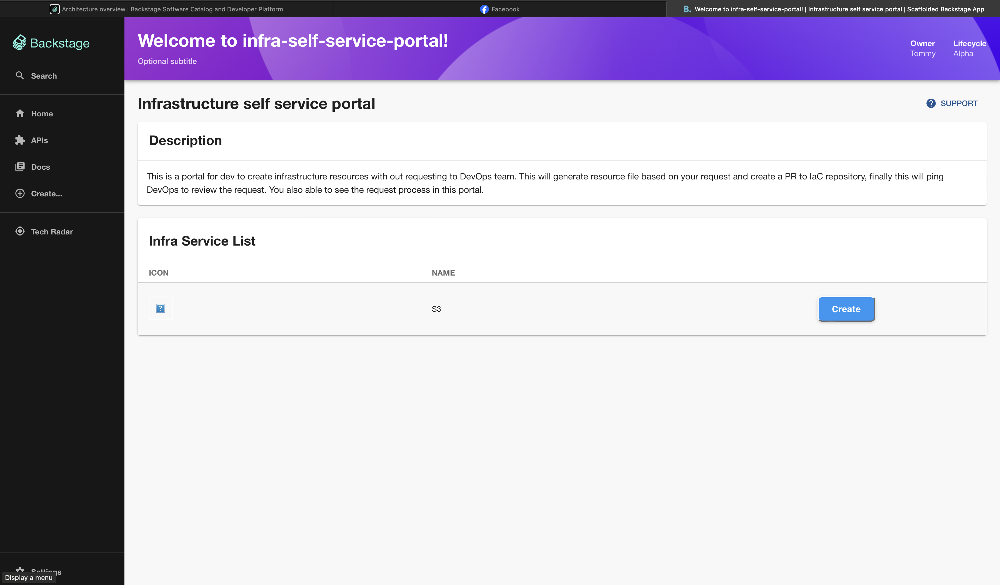 Architecture overview | Backstage Software Catalog and Developer Platform
Facebook
B. Welcome to infra-self-service-portal! | Infrastructure self service portal | Scaffolded Backstage App
Backstage
Search
Home
APIs
Docs
Create...
Tech Radar
Settings
Display a menu
Welcome to infra-self-service-portal!
Optional subtitle
Owner
Tommy
Lifecycle
Alpha
Infrastructure self service portal
SUPPORT
Description
This is a portal for dev to create infrastructure resources with out requesting to DevOps team. This will generate resource file based on your request and create a PR to IaC repository, finally this will ping
DevOps to review the request. You also able to see the request process in this portal.
Infra Service List
ICON NAME
S3 Create